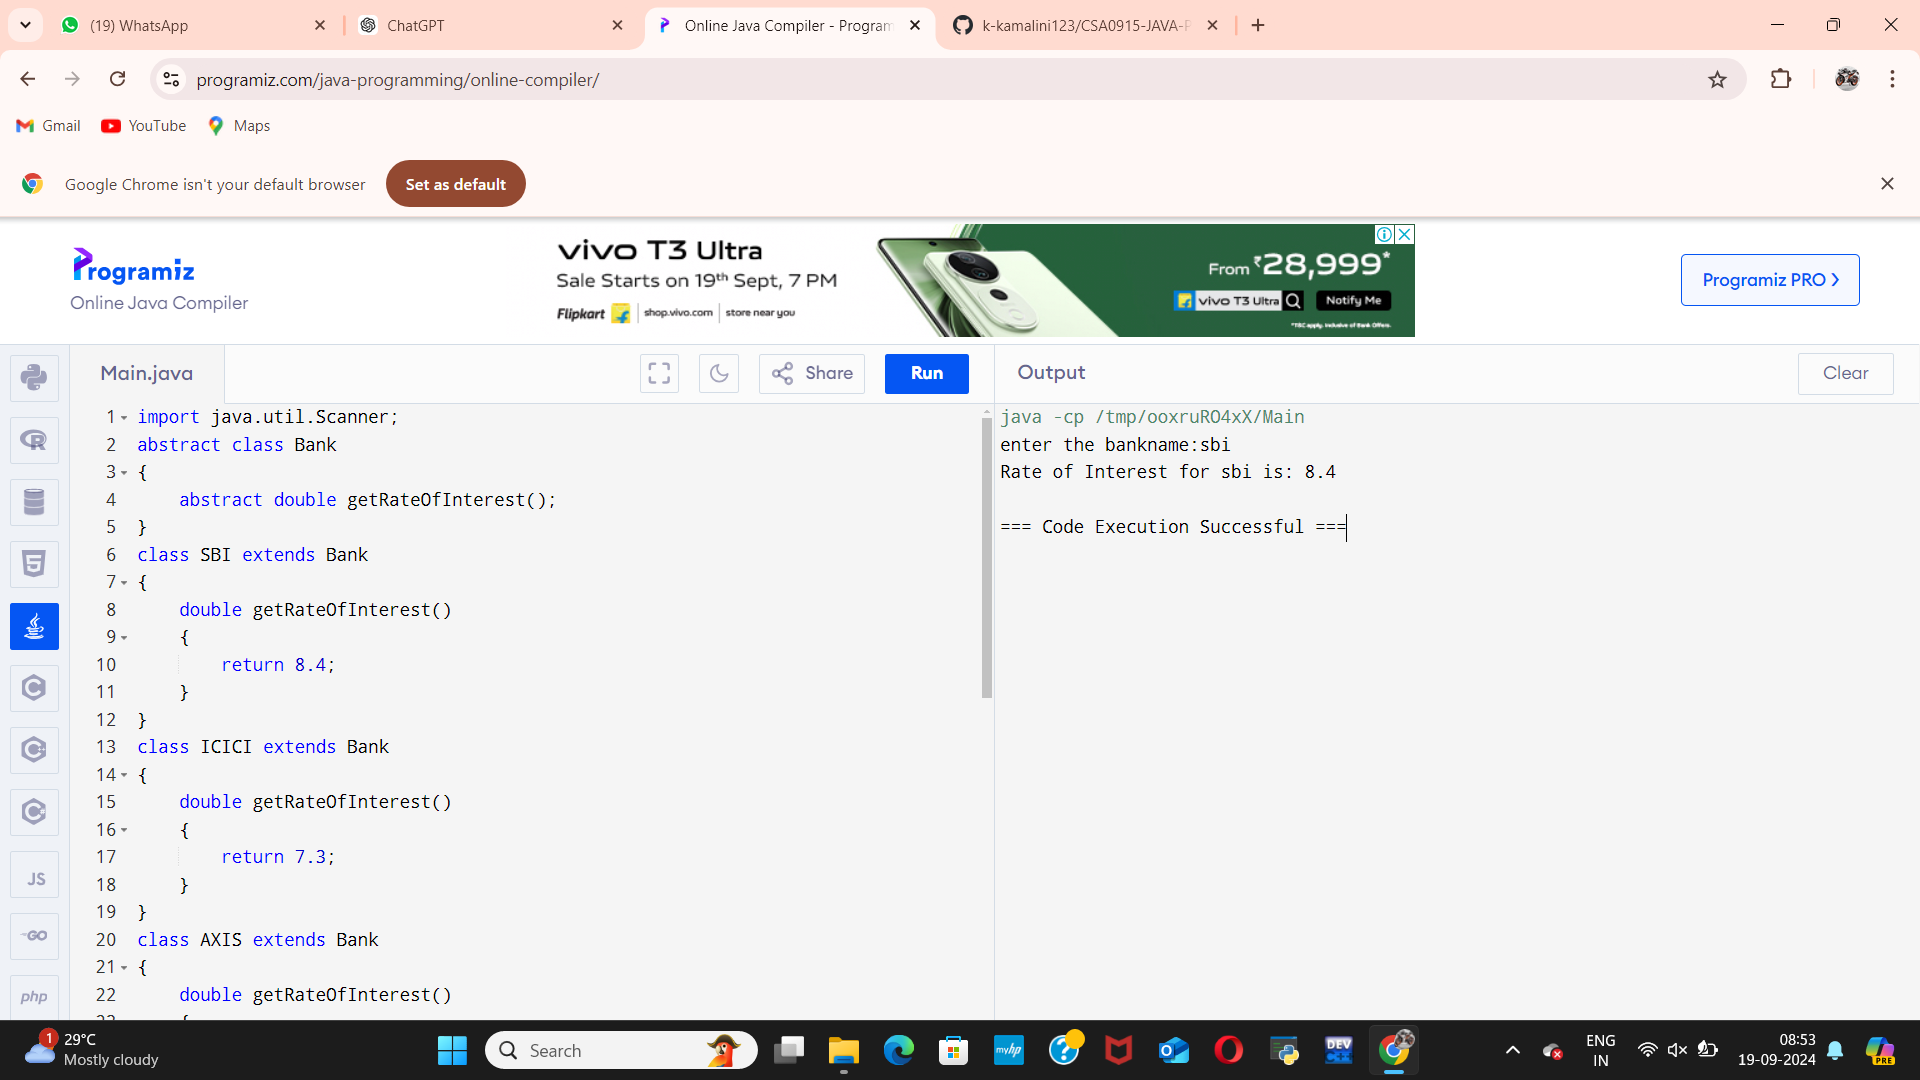 (19) WhatsApp
ChatGPT
Online Java Compiler - Program
k-kamalini123/CSA0915-JAVA-P
programiz.com/java-programming/online-compiler/
Gmail
YouTube
Maps
Google Chrome isn't your default browser
Set as default
Programiz
Online Java Compiler
vivo T3 Ultra
Sale Starts on 19th Sept, 7 PM
Flipkart | shop.vivo.com | store near you
From ₹28,999*
vivo T3 Ultra
Notify Me
*T&C apply. Inclusive of Bank Offers.
Programiz PRO
Main.java
Share
Run
Output
Clear
1 import java.util.Scanner;
2 abstract class Bank
3 {
4 abstract double getRateOfInterest();
5 }
6 class SBI extends Bank
7 {
8 double getRateOfInterest()
9 {
10 return 8.4;
11 }
12 }
13 class ICICI extends Bank
14 {
15 double getRateOfInterest()
16 {
17 return 7.3;
18 }
19 }
20 class AXIS extends Bank
21 {
22 double getRateOfInterest()
java -cp /tmp/ooxruRO4xX/Main
enter the bankname:sbi
Rate of Interest for sbi is: 8.4
=== Code Execution Successful ===
JS
GO
php
1
29°C
Mostly cloudy
Search
myhp
DEV
C++
ENG
IN
08:53
19-09-2024
PRE